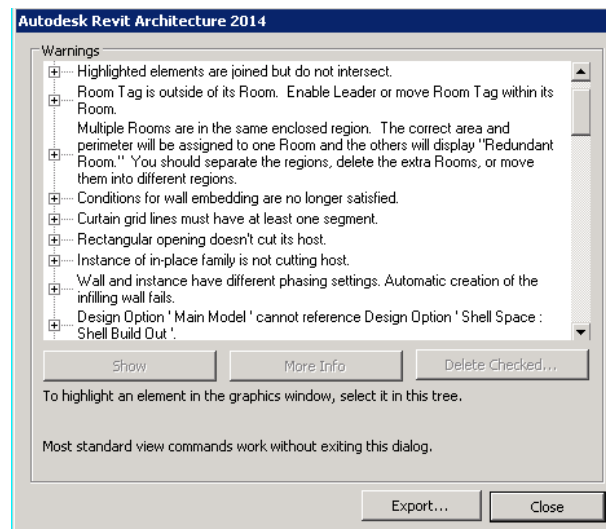 Autodesk Revit Architecture 2014
Warnings
Highlighted elements are joined but do not intersect.
Room Tag is outside of its Room.  Enable Leader or move Room Tag within its
Room.
Multiple Rooms are in the same enclosed region.  The correct area and
perimeter will be assigned to one Room and the others will display "Redundant
Room."  You should separate the regions, delete the extra Rooms, or move
them into different regions.
Conditions for wall embedding are no longer satisfied.
Curtain grid lines must have at least one segment.
Rectangular opening doesn't cut its host.
Instance of in-place family is not cutting host.
Wall and instance have different phasing settings. Automatic creation of the
infilling wall fails.
Design Option ' Main Model ' cannot reference Design Option ' Shell Space :
Shell Build Out '.
Show
More Info
Delete Checked...
To highlight an element in the graphics window, select it in this tree.
Most standard view commands work without exiting this dialog.
Export...
Close